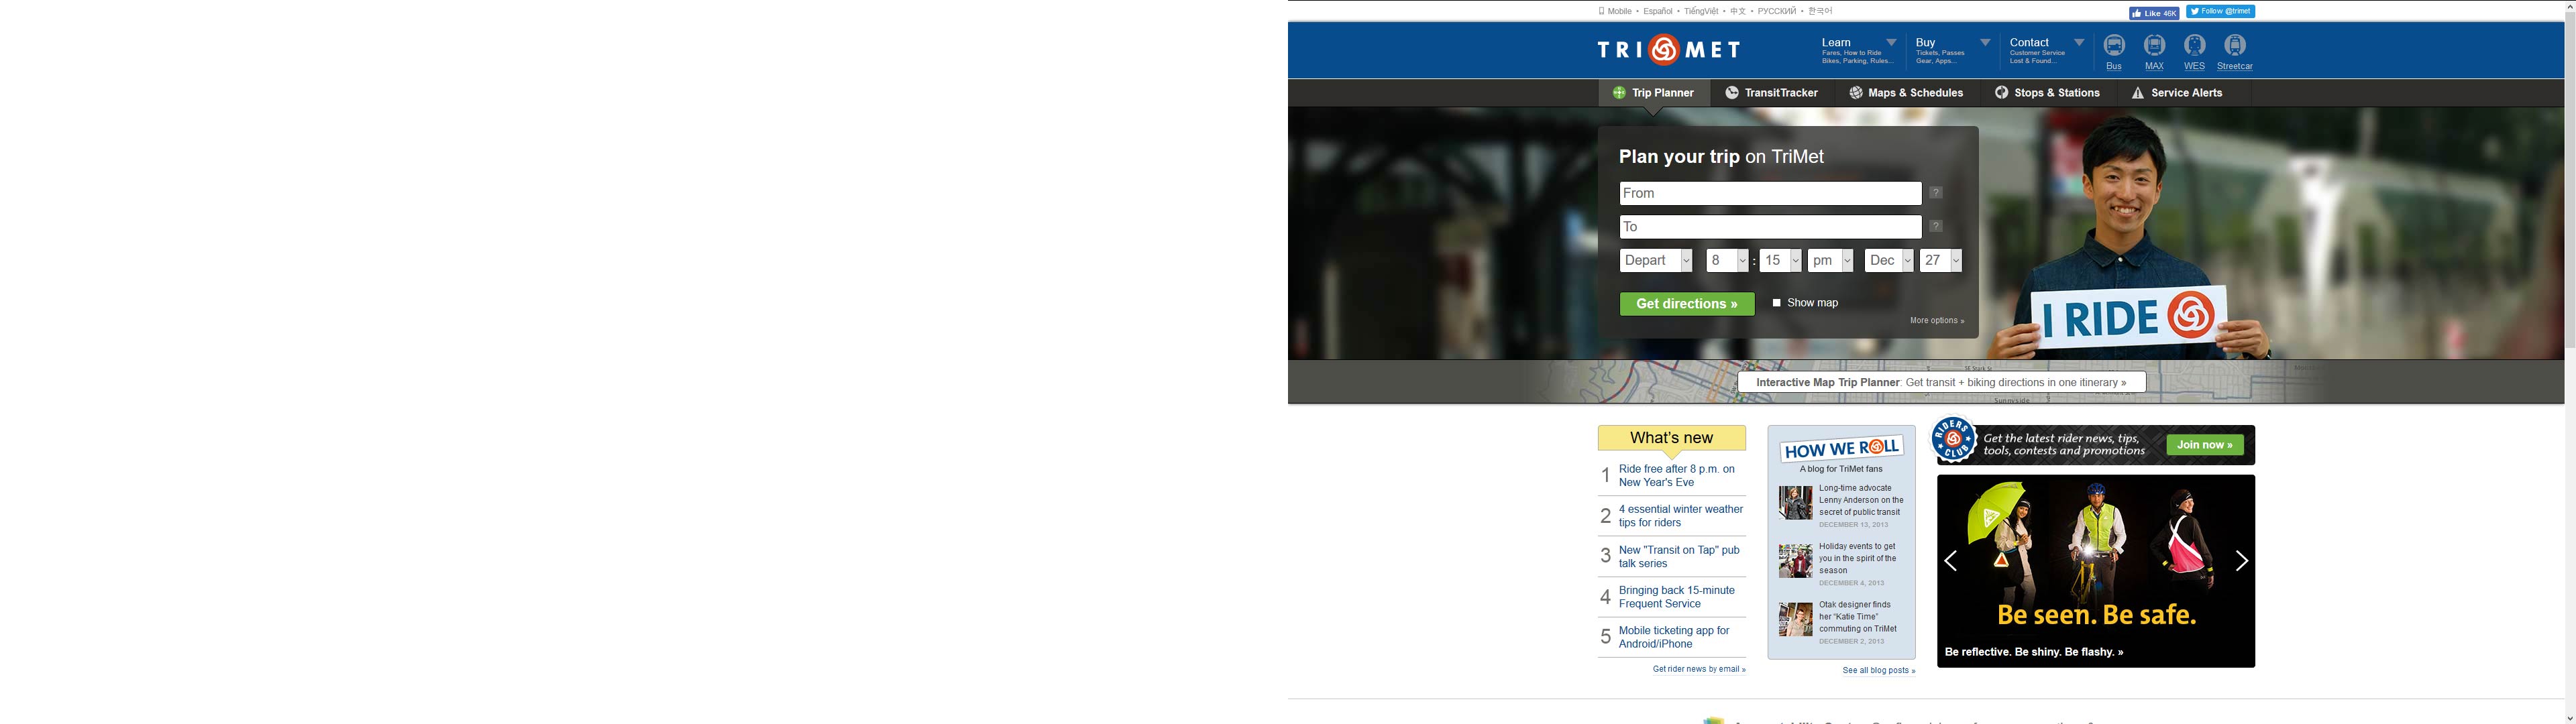 Mobile • Español • TiếngViệt • 中文 • РУССКИЙ • 한국어
Like 46K
Follow @trimet
TRI MET
Learn
Fares, How to Ride
Bikes, Parking, Rules...
Buy
Tickets, Passes
Gear, Apps...
Contact
Customer Service
Lost & Found...
Bus
MAX
WES
Streetcar
Trip Planner
TransitTracker
Maps & Schedules
Stops & Stations
Service Alerts
Plan your trip on TriMet
From
?
To
?
Depart 8 : 15 pm Dec 27
Get directions »
Show map
More options »
I RIDE
Interactive Map Trip Planner: Get transit + biking directions in one itinerary »
Sunnyside
What's new
1 Ride free after 8 p.m. on
New Year's Eve
2 4 essential winter weather
tips for riders
3 New "Transit on Tap" pub
talk series
4 Bringing back 15-minute
Frequent Service
5 Mobile ticketing app for
Android/iPhone
Get rider news by email »
HOW WE ROLL
A blog for TriMet fans
Long-time advocate
Lenny Anderson on the
secret of public transit
DECEMBER 13, 2013
Holiday events to get
you in the spirit of the
season
DECEMBER 4, 2013
Otak designer finds
her “Katie Time”
commuting on TriMet
DECEMBER 2, 2013
See all blog posts »
RIDERS CLUB
Get the latest rider news, tips,
tools, contests and promotions
Join now »
Be seen. Be safe.
Be reflective. Be shiny. Be flashy. »